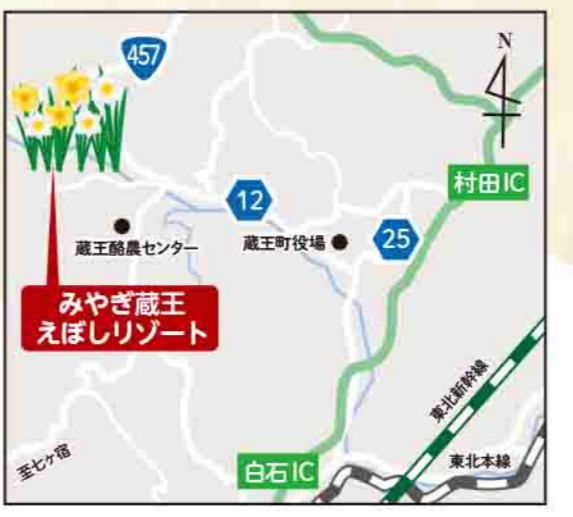 457
N
村田IC
12
蔵王町役場
25
蔵王酪農センター
みやぎ蔵王
えぼしリゾート
東北新幹線
至七ヶ宿
白石IC
東北本線